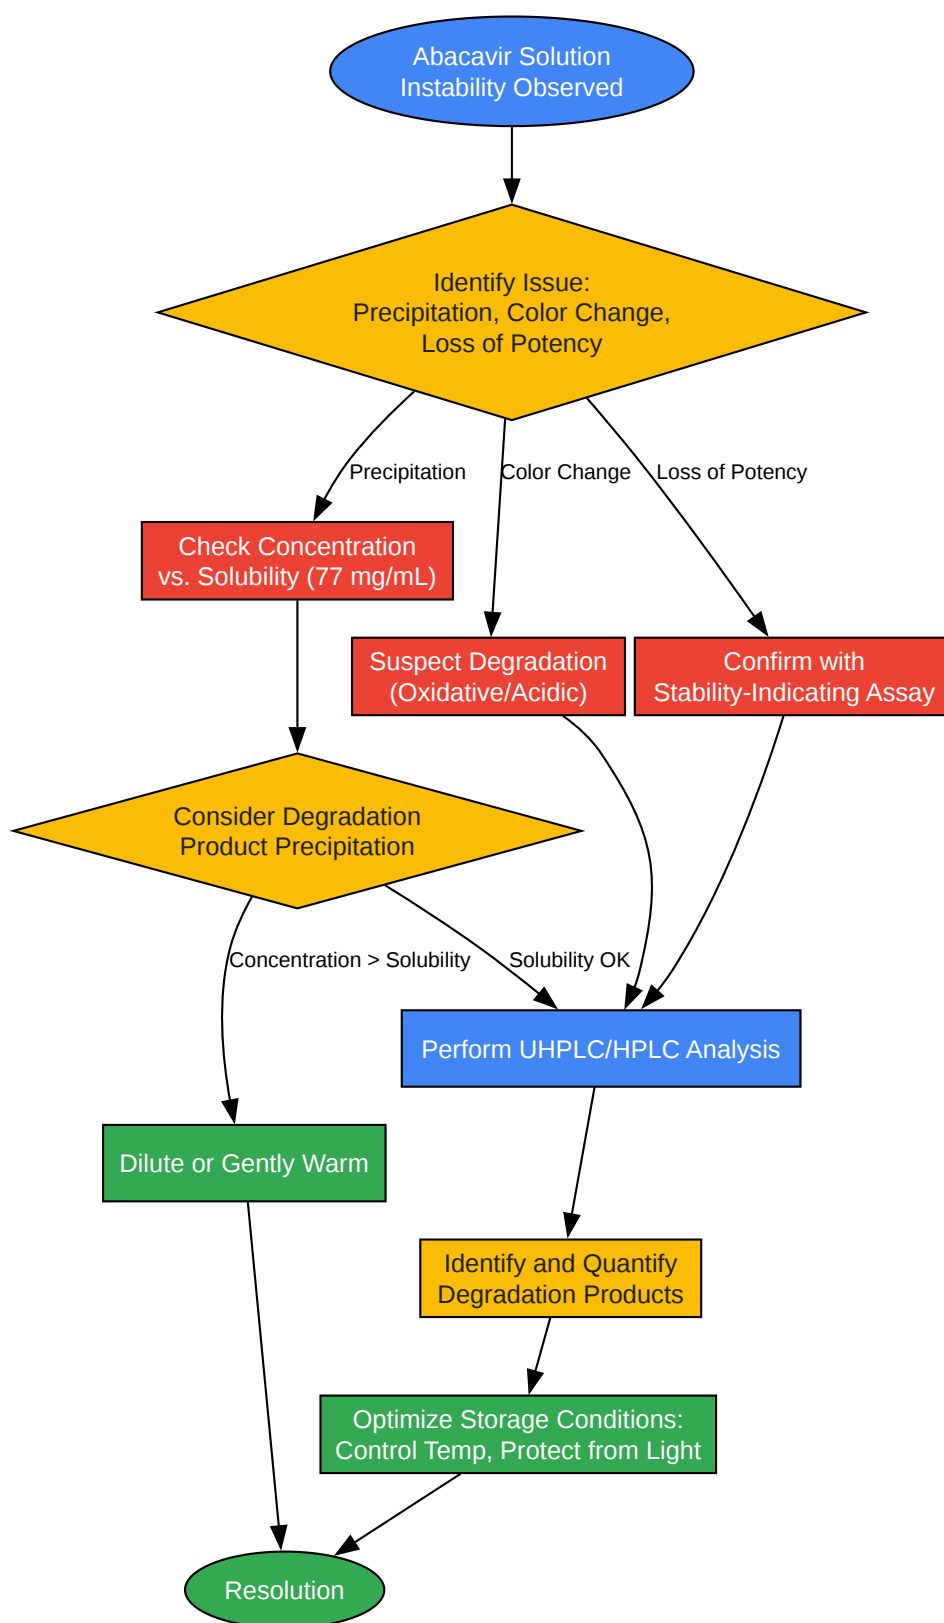 Abacavir Solution
Instability Observed
Identify Issue:
Precipitation, Color Change,
Loss of Potency
Precipitation
Color Change
Loss of Potency
Check Concentration
vs. Solubility (77 mg/mL)
Suspect Degradation
(Oxidative/Acidic)
Confirm with
Stability-Indicating Assay
Consider Degradation
Product Precipitation
Concentration > Solubility
Solubility OK
Perform UHPLC/HPLC Analysis
Dilute or Gently Warm
Identify and Quantify
Degradation Products
Optimize Storage Conditions:
Control Temp, Protect from Light
Resolution